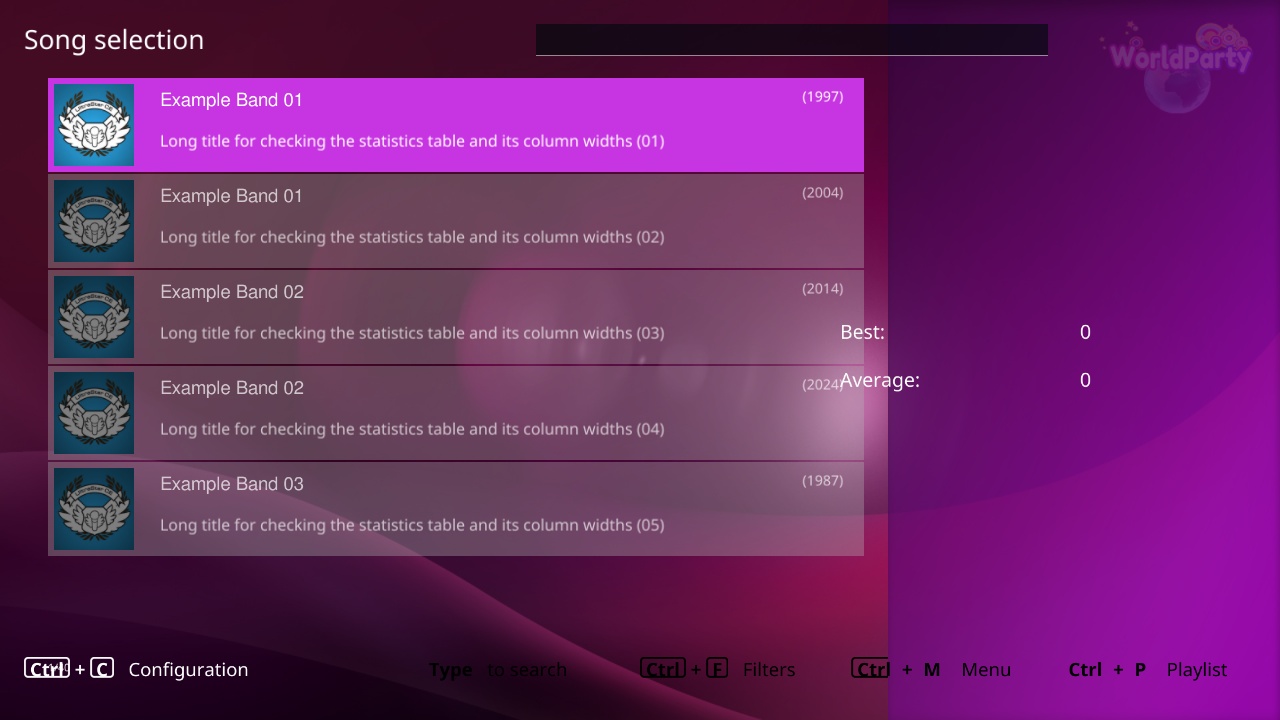 Song selection
WorldParty
Example Band 01 (1997)
Long title for checking the statistics table and its column widths (01)
Example Band 01 (2004)
Long title for checking the statistics table and its column widths (02)
Example Band 02 (2014)
Long title for checking the statistics table and its column widths (03)
Best: 0
Example Band 02 (2024)
Average: 0
Long title for checking the statistics table and its column widths (04)
Example Band 03 (1987)
Long title for checking the statistics table and its column widths (05)
Ctrl + C Configuration Type to search Ctrl + F Filters Ctrl + M Menu Ctrl + P Playlist